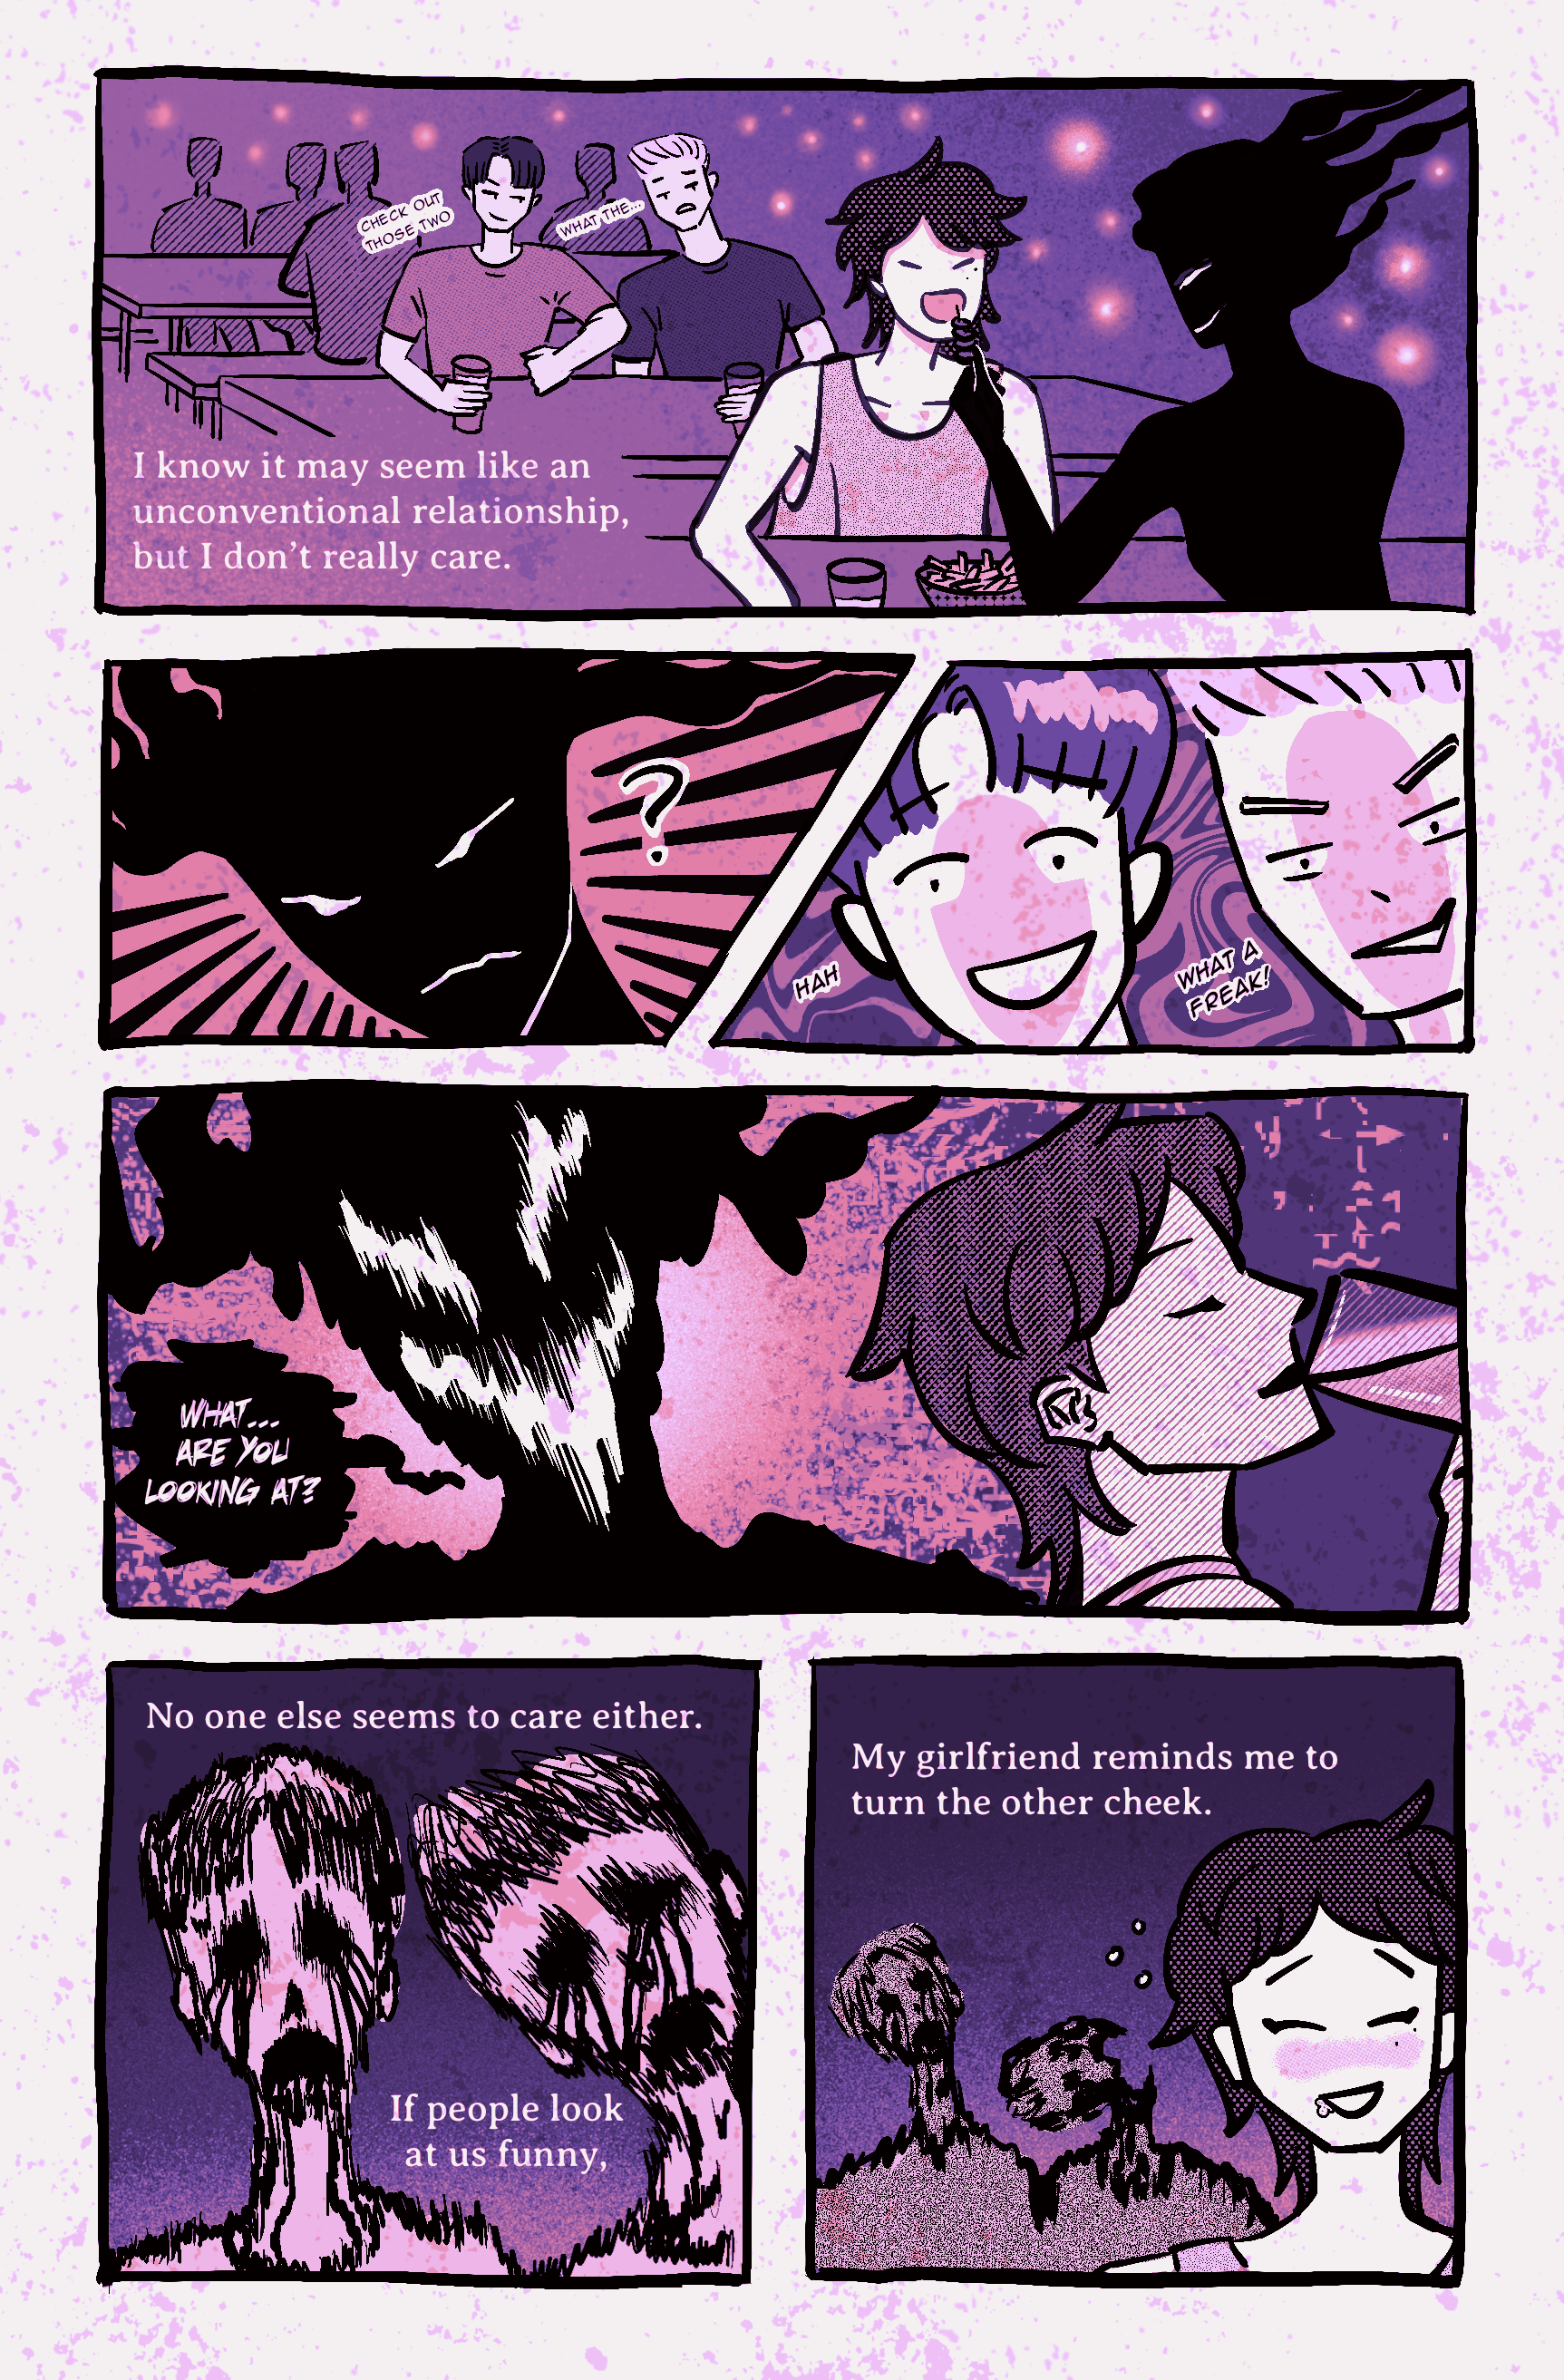 CHECK OUT
THOSE TWO
WHAT THE...
I know it may seem like an
unconventional relationship,
but I don't really care.
?
HAH
WHAT A
FREAK!
WHAT...
ARE YOU
LOOKING AT?
No one else seems to care either.
If people look
at us funny,
My girlfriend reminds me to
turn the other cheek.